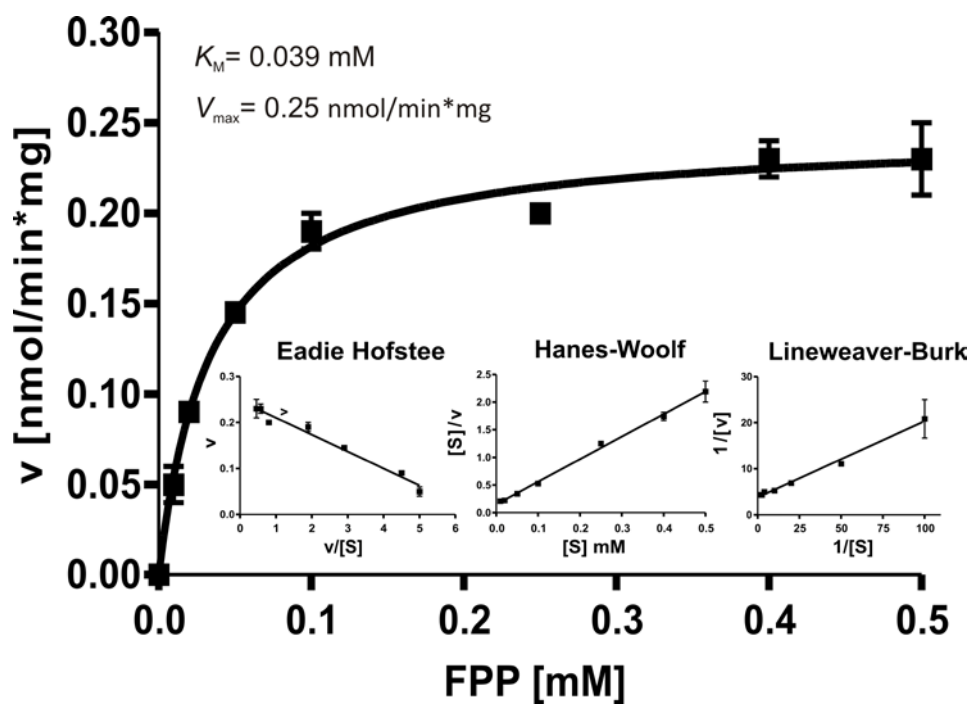 0.30
0.25
0.20
0.15
0.10
0.05
0.00
v [nmol/min*mg]
K_M= 0.039 mM
V_max= 0.25 nmol/min*mg
Eadie Hofstee
0.3
0.2
0.1
0.0
v
>
0 1 2 3 4 5 6
v/[S]
Hanes-Woolf
2.5
2.0
1.5
1.0
0.5
0.0
[S]/v
0.0 0.1 0.2 0.3 0.4 0.5
[S] mM
Lineweaver-Burk
30
20
10
0
1/[v]
0 25 50 75 100
1/[S]
0.0 0.1 0.2 0.3 0.4 0.5
FPP [mM]